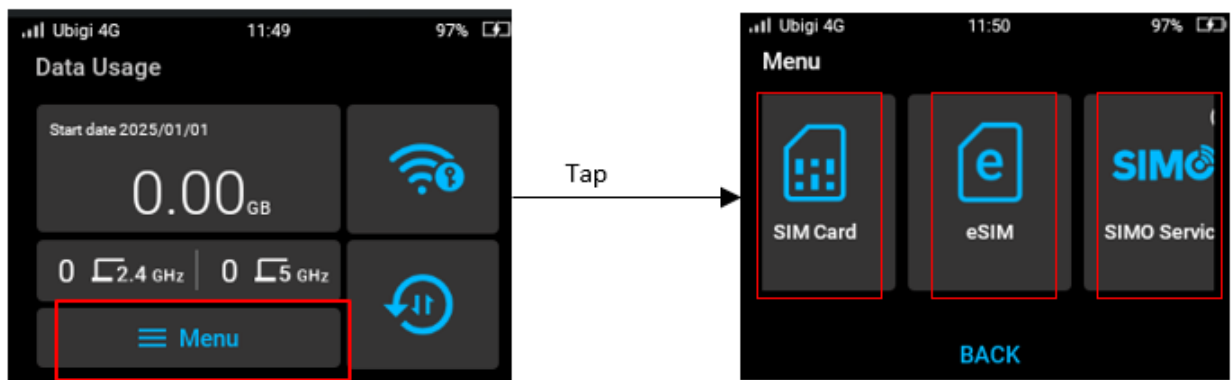 Ubigi 4G 11:49 97%
Data Usage
Start date 2025/01/01
0.00GB
0 2.4 GHz 0 5 GHz
Menu
Tap
Ubigi 4G 11:50 97%
Menu
e
SIMO
SIM Card eSIM SIMO Servic
BACK